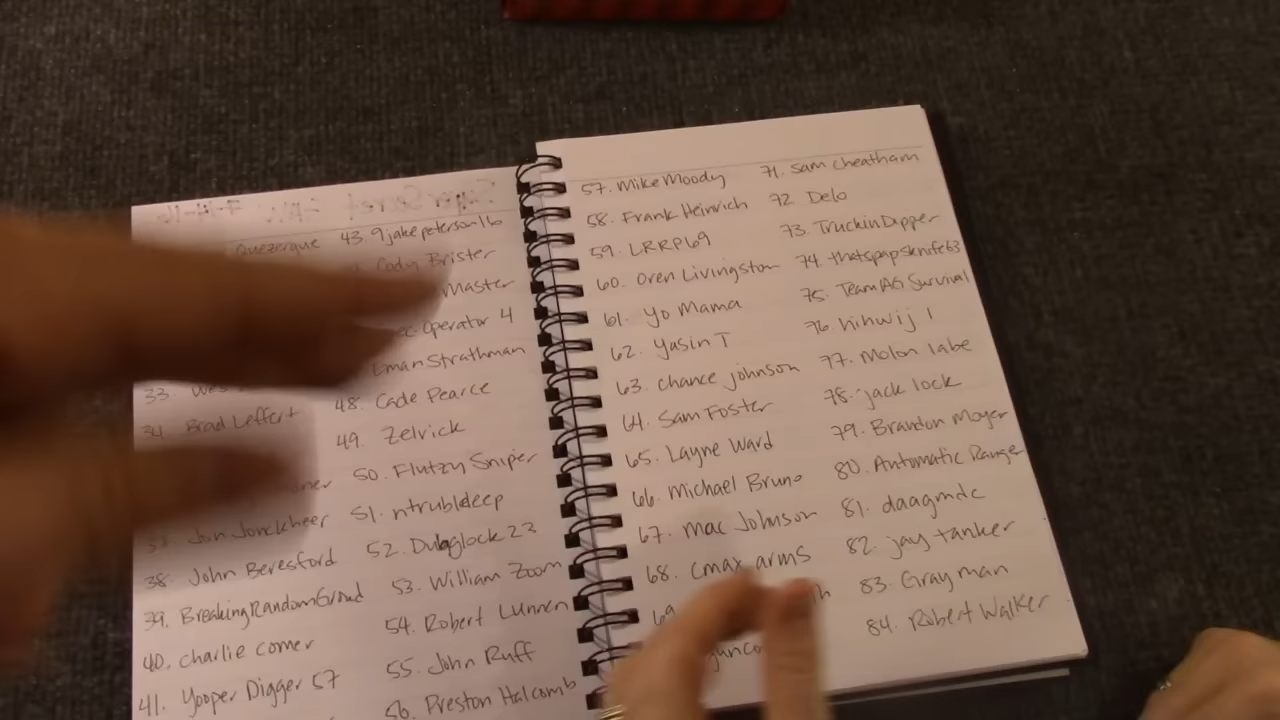 Quezergue
33.
34. Brad Leffert
Jon Jonckheer
38. John Beresford
39. BreakingRandomGround
40. charlie comer
41. Yooper Digger 57
43. 9jakepeterson16
Cody Brister
Master
Operator 4
Eman Strathman
48. Cade Pearce
49. Zelvick
50. Flutzy Sniper
51. ntrubldeep
52. Dubglock 23
53. William Zoom
54. Robert Lunnen
55. John Ruff
56. Preston Halcomb
57. Mike Moody
58. Frank Heinrich
59. LRRP69
60. Oren Livingston
61. Yo Mama
62. Yasin T
63. chance johnson
64. Sam Foster
65. Layne Ward
66. Michael Bruno
67. Mac Johnson
68. cmax arms
69.
71. Sam cheatham
72 Delo
73. TruckinDapper
74. thatspapsknife63
75. TeamAG Survival
76. hihwij 1
77. Molon labe
78. jack lock
79. Brandon Moyer
80. Automatic Ranger
81. daagmdc
82. jay tanker
83. Gray man
84. Robert Walker